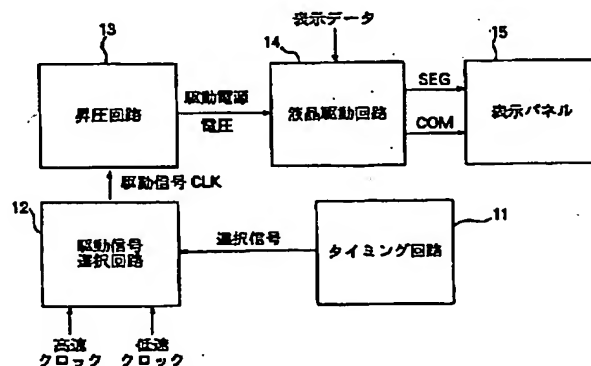 表示データ
13
14
15
昇圧回路
駆動電源
電圧
液晶駆動回路
SEG
COM
表示パネル
駆動信号 CLK
12
駆動信号
選択回路
選択信号
11
タイミング回路
高速
クロック
低速
クロック